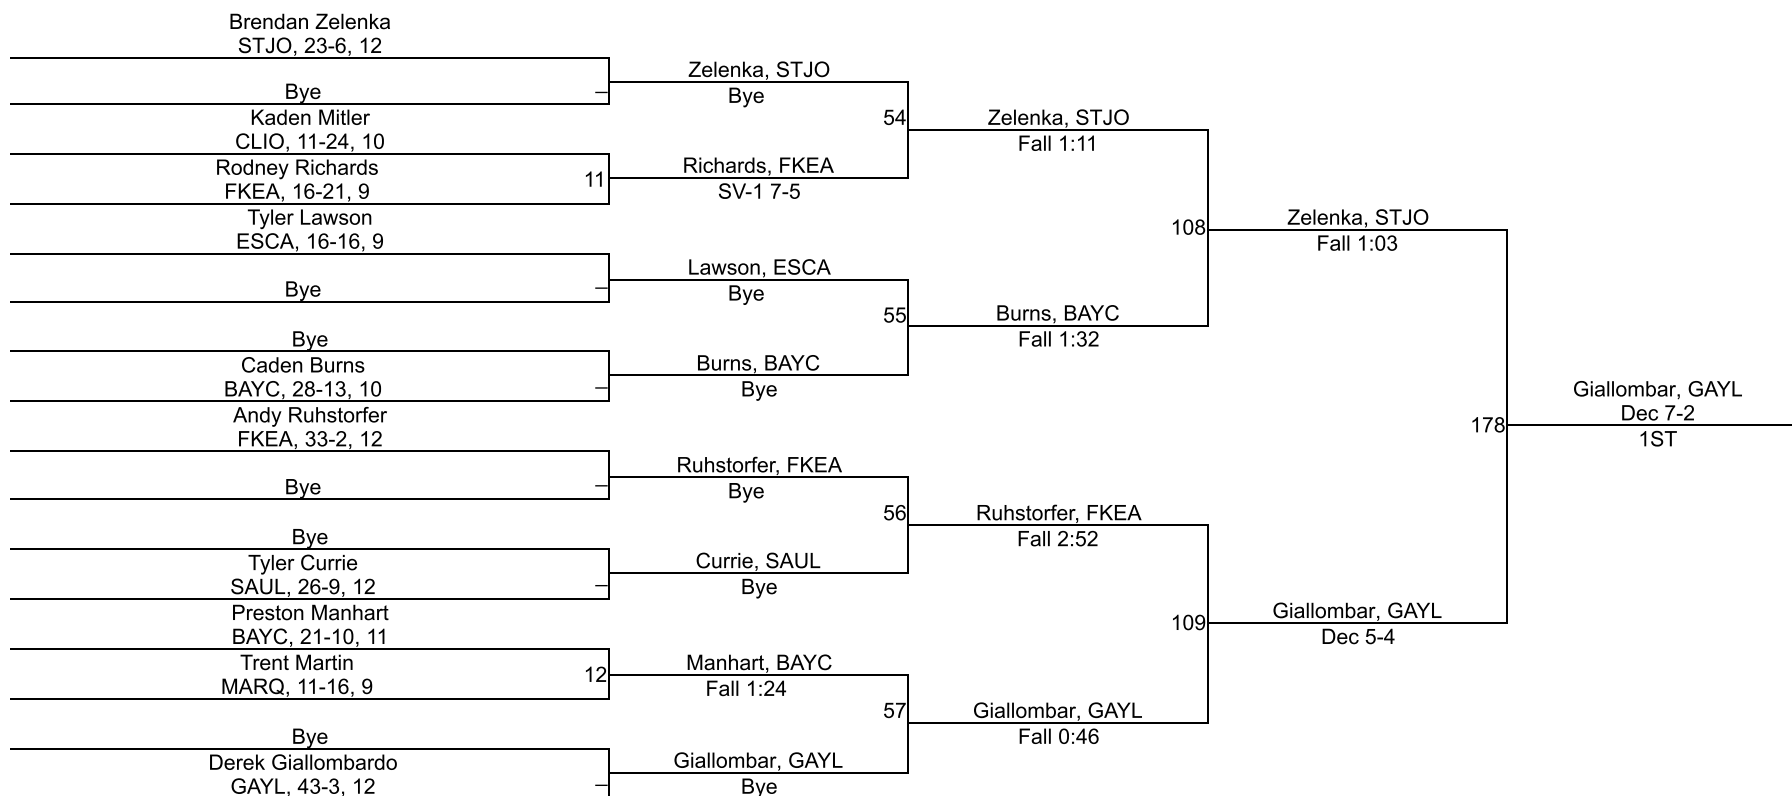 Brendan Zelenka
STJO, 23-6, 12
Bye
–
Kaden Mitler
CLIO, 11-24, 10
Rodney Richards
FKEA, 16-21, 9
11
Tyler Lawson
ESCA, 16-16, 9
Bye
–
Bye
Caden Burns
BAYC, 28-13, 10
–
Andy Ruhstorfer
FKEA, 33-2, 12
Bye
–
Bye
Tyler Currie
SAUL, 26-9, 12
–
Preston Manhart
BAYC, 21-10, 11
Trent Martin
MARQ, 11-16, 9
12
Bye
Derek Giallombardo
GAYL, 43-3, 12
–
Zelenka, STJO
Bye
54
Richards, FKEA
SV-1 7-5
Lawson, ESCA
Bye
55
Burns, BAYC
Bye
Ruhstorfer, FKEA
Bye
56
Currie, SAUL
Bye
Manhart, BAYC
Fall 1:24
57
Giallombar, GAYL
Bye
Zelenka, STJO
Fall 1:11
108
Burns, BAYC
Fall 1:32
Ruhstorfer, FKEA
Fall 2:52
109
Giallombar, GAYL
Fall 0:46
Zelenka, STJO
Fall 1:03
178
Giallombar, GAYL
Dec 5-4
Giallombar, GAYL
Dec 7-2
1ST